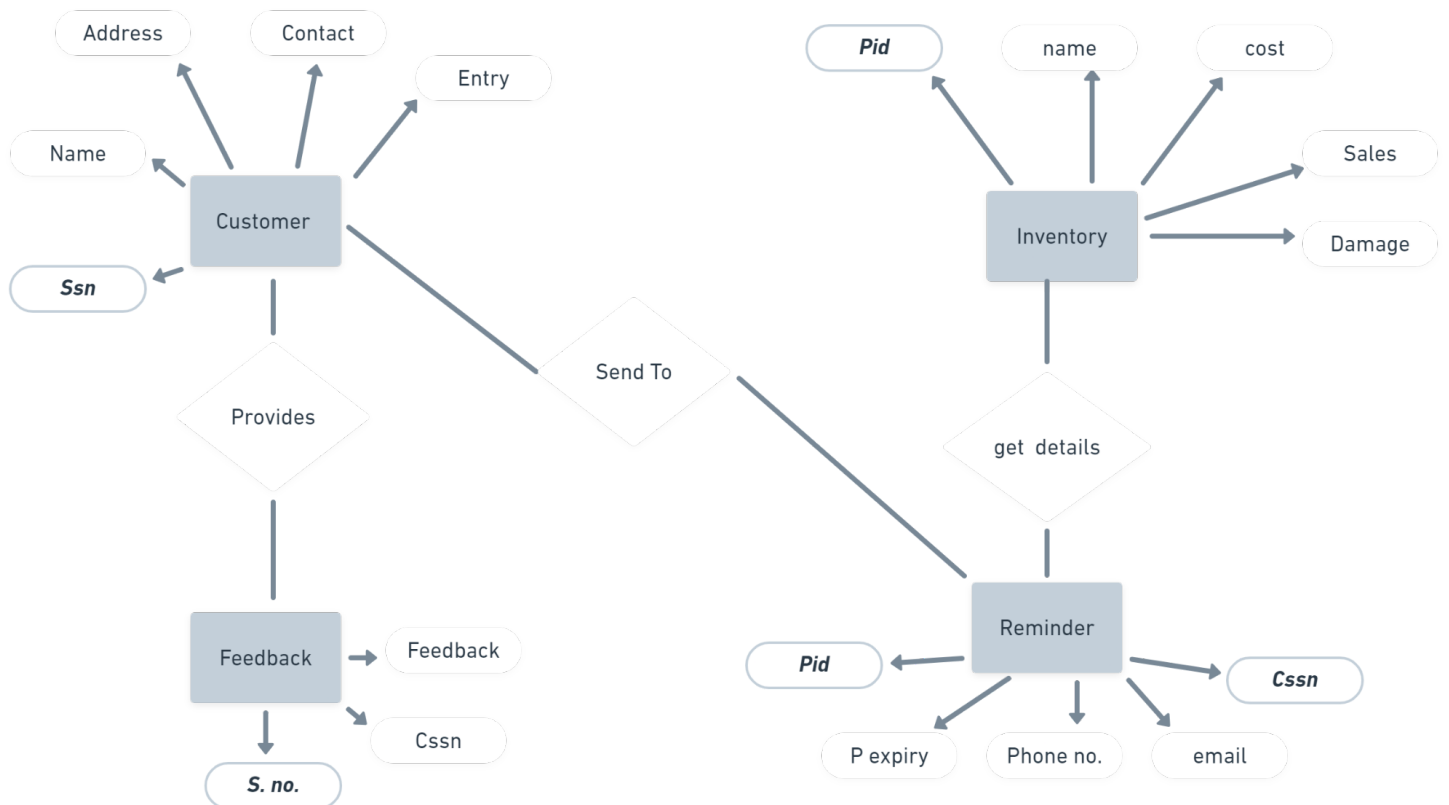 Address
Contact
Entry
Name
Customer
Ssn
Pid
name
cost
Sales
Inventory
Damage
Send To
Provides
get details
Feedback
Feedback
Cssn
S. no.
Reminder
Pid
Cssn
P expiry
Phone no.
email